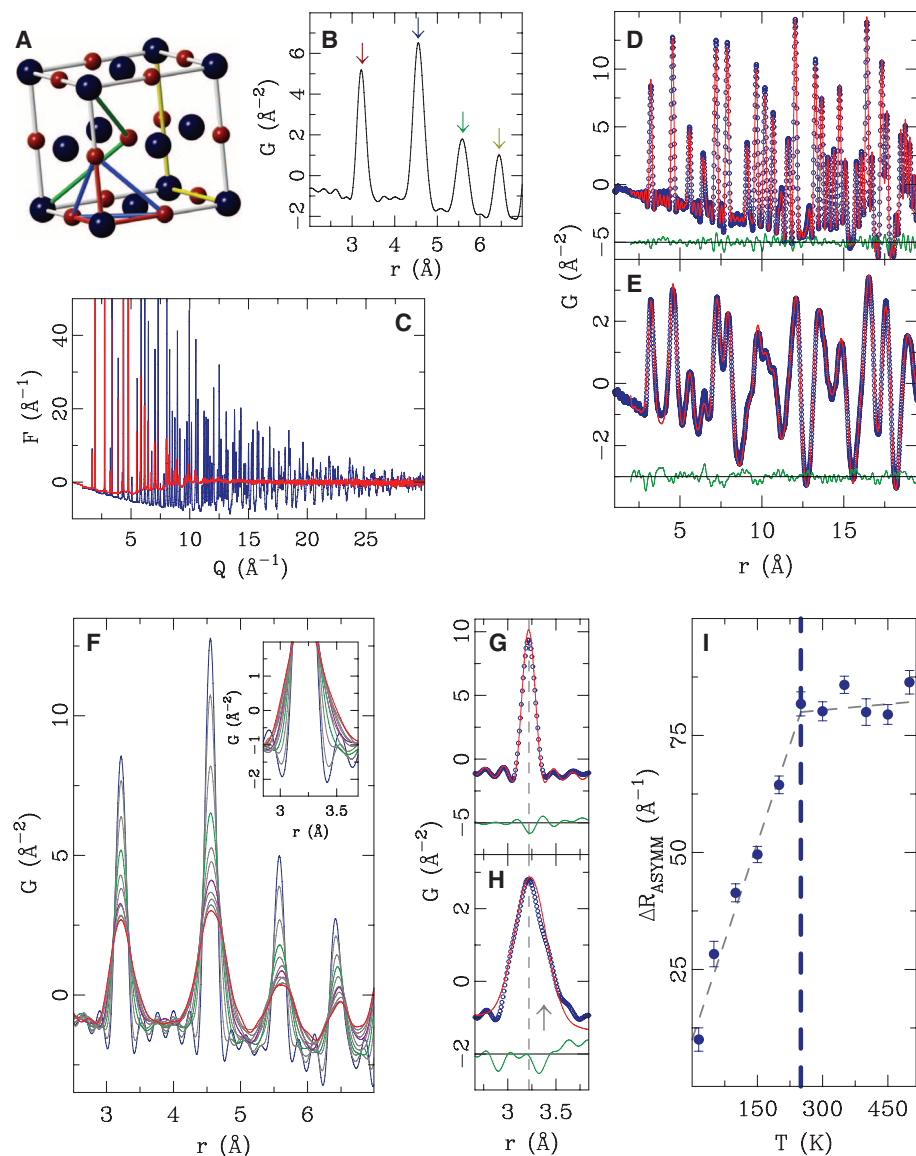 A
B
G (Å⁻²)
6
4
2
0
−2
3 4 5 6
r (Å)
C
F (Å⁻¹)
40
20
0
5 10 15 20 25
Q (Å⁻¹)
D
10
5
0
−5
G (Å⁻²)
E
2
0
−2
5 10 15
r (Å)
F
G (Å⁻²)
10
5
0
3 4 5 6
r (Å)
G (Å⁻²)
1
0
−1
−2
3 3.5
r (Å)
G
10
5
0
−5
G (Å⁻²)
H
2
0
−2
3 3.5
r (Å)
I
ΔR_ASYMM (Å⁻¹)
75
50
25
150 300 450
T (K)